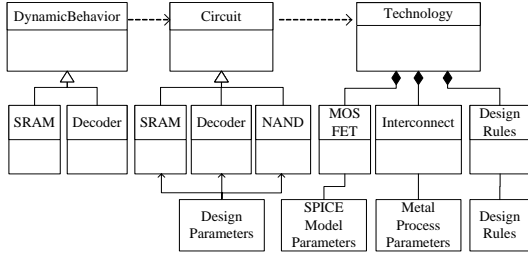 DynamicBehavior
Circuit
Technology
SRAM
Decoder
SRAM
Decoder
NAND
MOS
FET
Interconnect
Design
Rules
Design
Parameters
SPICE
Model
Parameters
Metal
Process
Parameters
Design
Rules